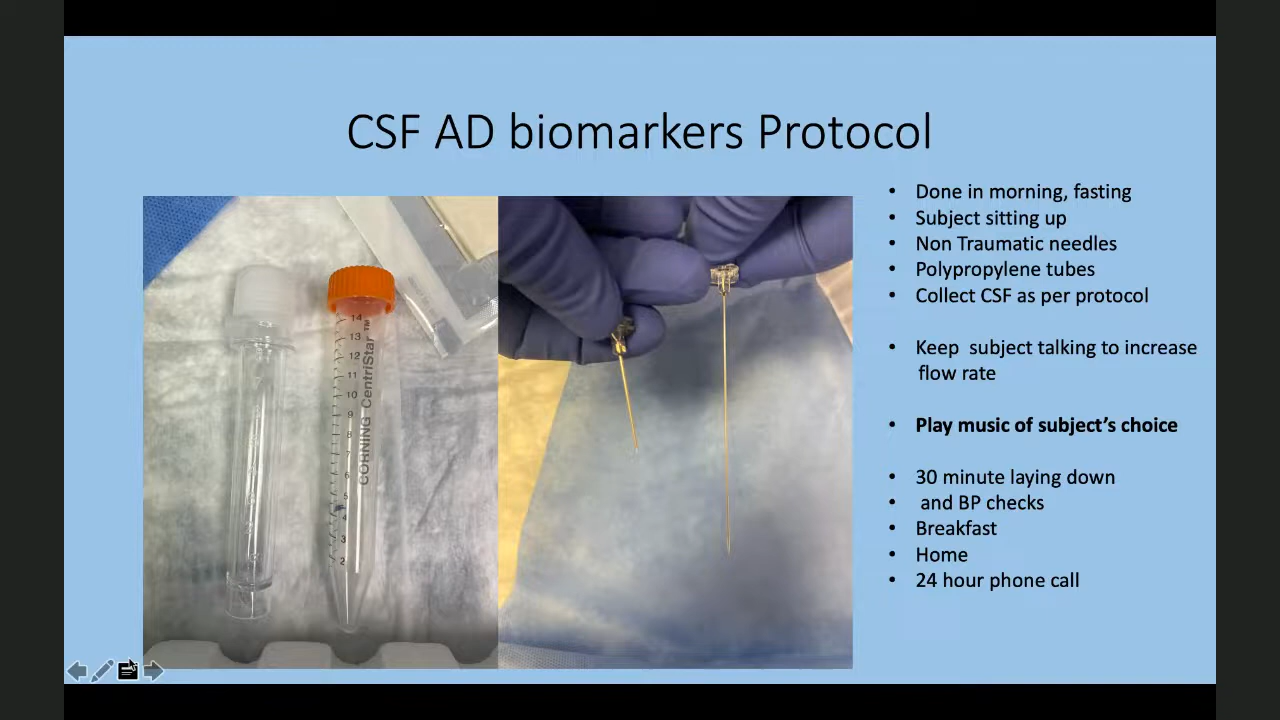 CSF AD biomarkers Protocol
• Done in morning, fasting
• Subject sitting up
• Non Traumatic needles
• Polypropylene tubes
• Collect CSF as per protocol
• Keep subject talking to increase
flow rate
• Play music of subject's choice
• 30 minute laying down
• and BP checks
• Breakfast
• Home
• 24 hour phone call
14
13
12
11
10
9
8
7
6
5
4
3
2
CORNING CentriStar™